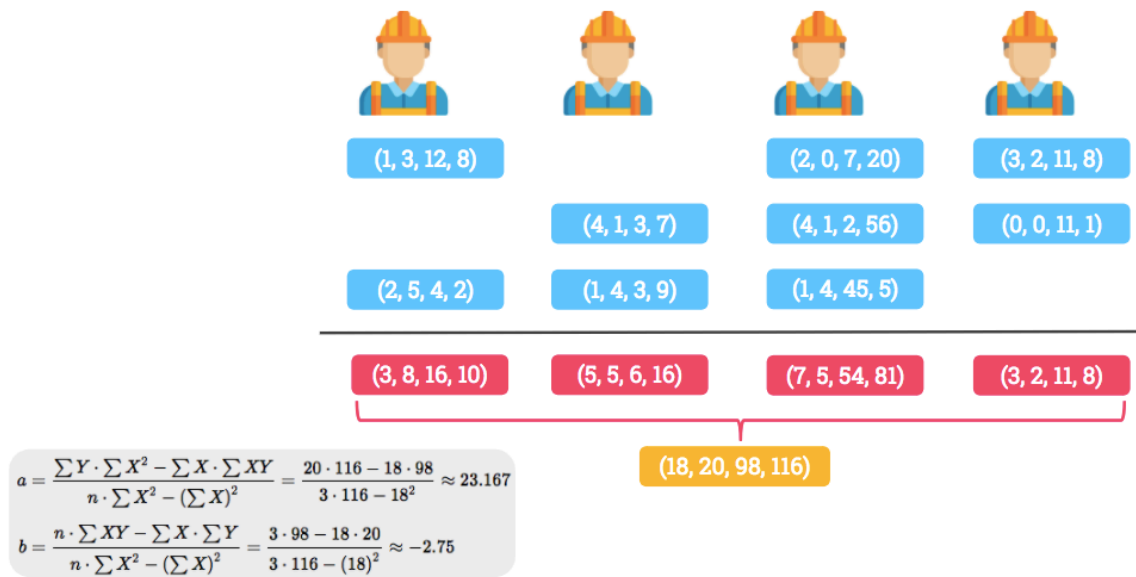 (1, 3, 12, 8) (2, 0, 7, 20) (3, 2, 11, 8)
(4, 1, 3, 7) (4, 1, 2, 56) (0, 0, 11, 1)
(2, 5, 4, 2) (1, 4, 3, 9) (1, 4, 45, 5)
(3, 8, 16, 10) (5, 5, 6, 16) (7, 5, 54, 81) (3, 2, 11, 8)
(18, 20, 98, 116)
a = (∑Y · ∑X² − ∑X · ∑XY) / (n · ∑X² − (∑X)²) = (20 · 116 − 18 · 98) / (3 · 116 − 18²) ≈ 23.167
b = (n · ∑XY − ∑X · ∑Y) / (n · ∑X² − (∑X)²) = (3 · 98 − 18 · 20) / (3 · 116 − (18)²) ≈ −2.75